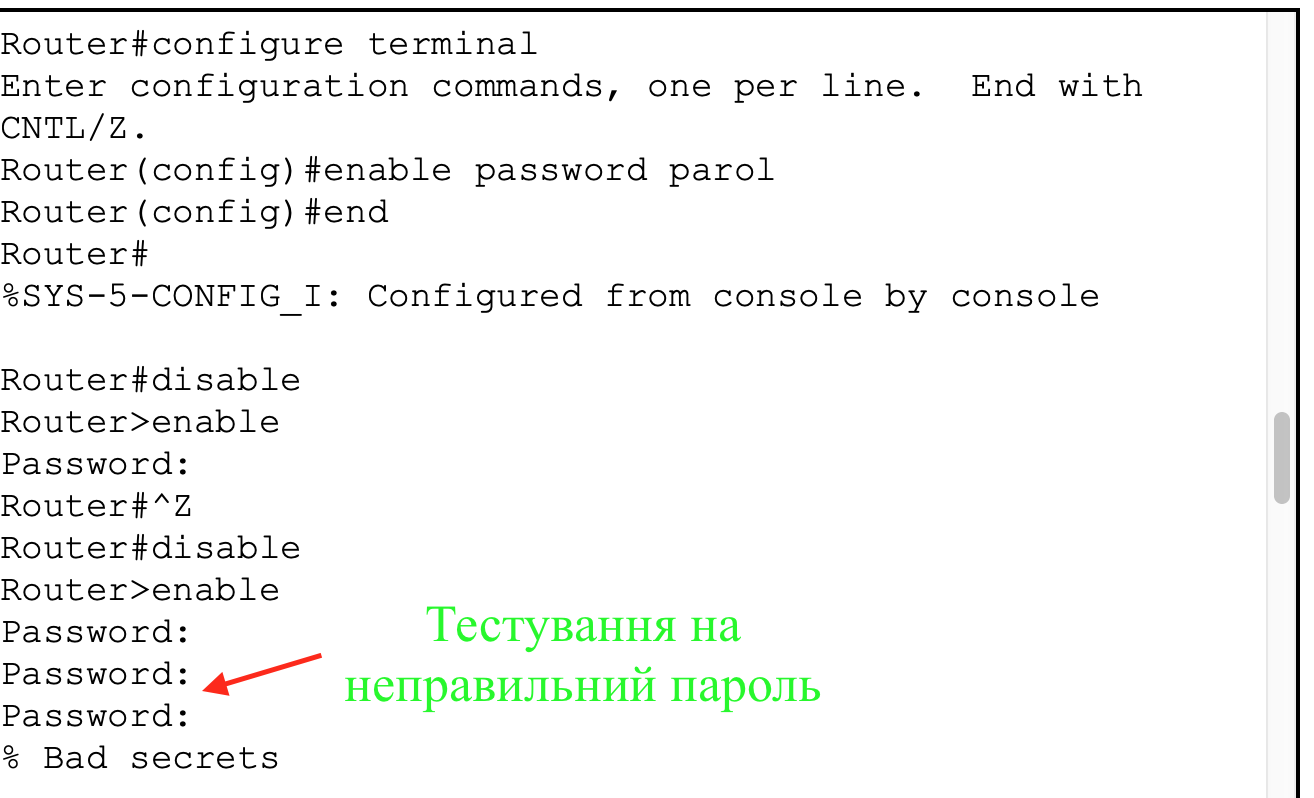 Router#configure terminal
Enter configuration commands, one per line.  End with
CNTL/Z.
Router(config)#enable password parol
Router(config)#end
Router#
%SYS-5-CONFIG_I: Configured from console by console
Router#disable
Router>enable
Password:
Router#^Z
Router#disable
Router>enable
Password:
Password:
Password:
% Bad secrets
Тестування на
неправильний пароль